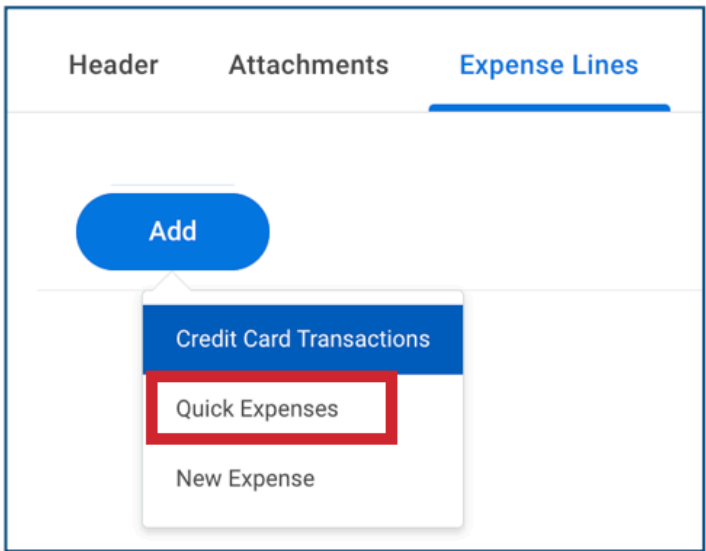 Header Attachments Expense Lines
Add
Credit Card Transactions
Quick Expenses
New Expense